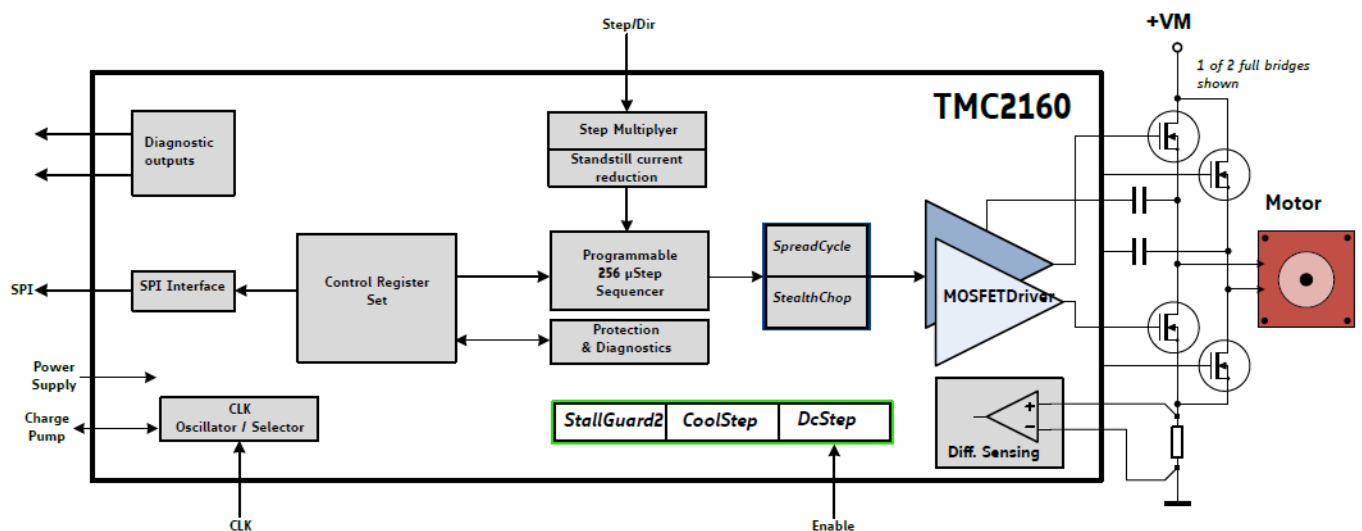 Step/Dir
+VM
1 of 2 full bridges
shown
TMC2160
Diagnostic
outputs
Step Multiplyer
Standstill current
reduction
Motor
SPI
SPI Interface
Control Register
Set
Programmable
256 µStep
Sequencer
SpreadCycle
StealthChop
MOSFETDriver
Protection
& Diagnostics
Power
Supply
Charge
Pump
CLK
Oscillator / Selector
StallGuard2
CoolStep
DcStep
+
−
Diff. Sensing
CLK
Enable